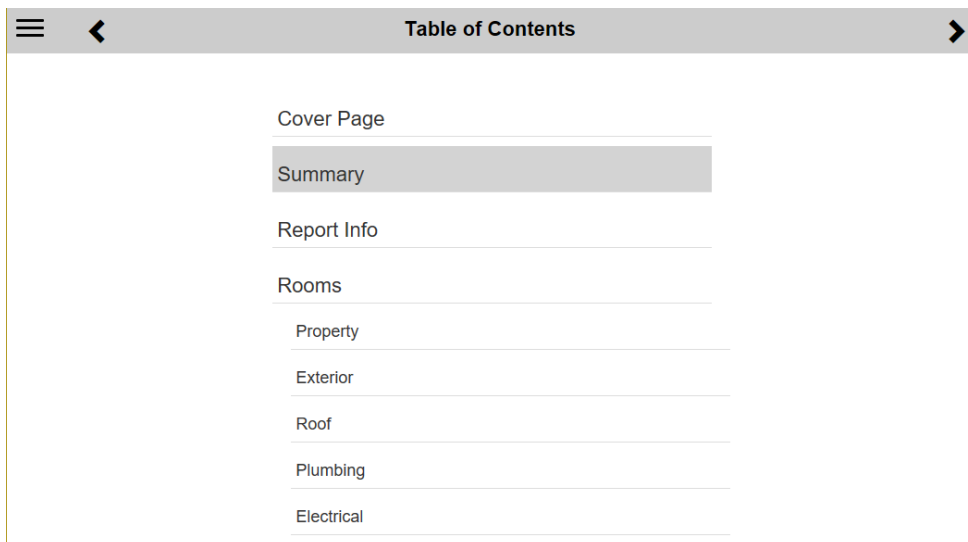 Table of Contents
Cover Page
Summary
Report Info
Rooms
Property
Exterior
Roof
Plumbing
Electrical